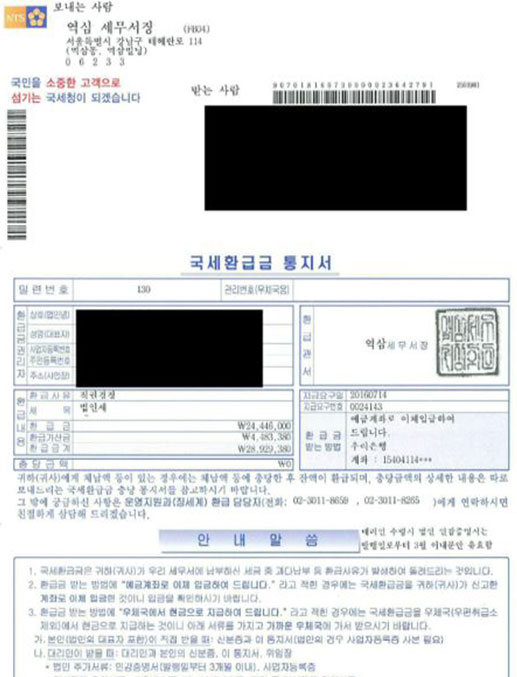 NTS
보내는 사람
역삼 세무서장 (FB04)
서울특별시 강남구 테헤란로 114
(역삼동, 역삼빌딩)
0 6 2 3 3
국민을 소중한 고객으로
섬기는 국세청이 되겠습니다
받는 사람
국세환급금 통지서
일 련 번 호 130 관리번호(우체국용)
환급금권리자
상호(법인명)
성명(대표자)
사업자등록번호
주민등록번호
주소(사업장)
환급관서
역삼세무서장
환급내용
환 급 사 유 직권경정
세 목 법인세
환 급 금 ₩24,446,000
환급가산금 ₩4,483,380
환 급 금 계 ₩28,929,380
충 당 금 액 ₩0
지급요구일 20160714
지급요구번호 0024143
환 급 금
받는 방법
예금계좌로 이체입금하여
드립니다.
우리은행
계좌 : 15404114***
귀하(귀사)에게 체납액 등이 있는 경우에는 체납액 등에 충당한 후 잔액이 환급되며, 충당금액의 상세한 내용은 따로
보내드리는 국세환급금 충당 통지서를 참고하시기 바랍니다.
그 밖에 궁금하신 사항은 운영지원과(징세계) 환급 담당자(전화: 02-3011-8659 , 02-3011-8265 )에게 연락하시면
친절하게 상담해 드리겠습니다.
안 내 말 씀
대리인 수령시 법인 인감증명서는
발행일로부터 3월 이내분만 유효함
1. 국세환급금은 귀하(귀사)가 우리 세무서에 납부하신 세금 중 과다납부 등 환급사유가 발생하여 돌려드리는 것입니다.
2. 환급금 받는 방법에 "예금계좌로 이체 입금하여 드립니다." 라고 적힌 경우에는 국세환급금을 귀하(귀사)가 신고한
계좌로 이체 입금한 것이니 입금을 확인하시기 바랍니다.
3. 환급금 받는 방법에 "우체국에서 현금으로 지급하여 드립니다." 라고 적힌 경우에는 국세환급금을 우체국(우편취급소
제외)에서 현금으로 지급하는 것이니 아래 서류를 가지고 가까운 우체국에 가서 받으시기 바랍니다.
가. 본인(법인의 대표자 포함)이 직접 받을 때: 신분증과 이 통지서(법인의 경우 사업자등록증 사본 필요)
나. 대리인이 받을 때: 대리인과 본인의 신분증, 이 통지서, 위임장
• 법인 추가서류: 인감증명서(발행일부터 3개월 이내), 사업자등록증